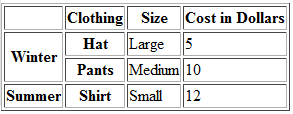 Clothing Size Cost in Dollars
Winter Hat Large 5
Pants Medium 10
Summer Shirt Small 12